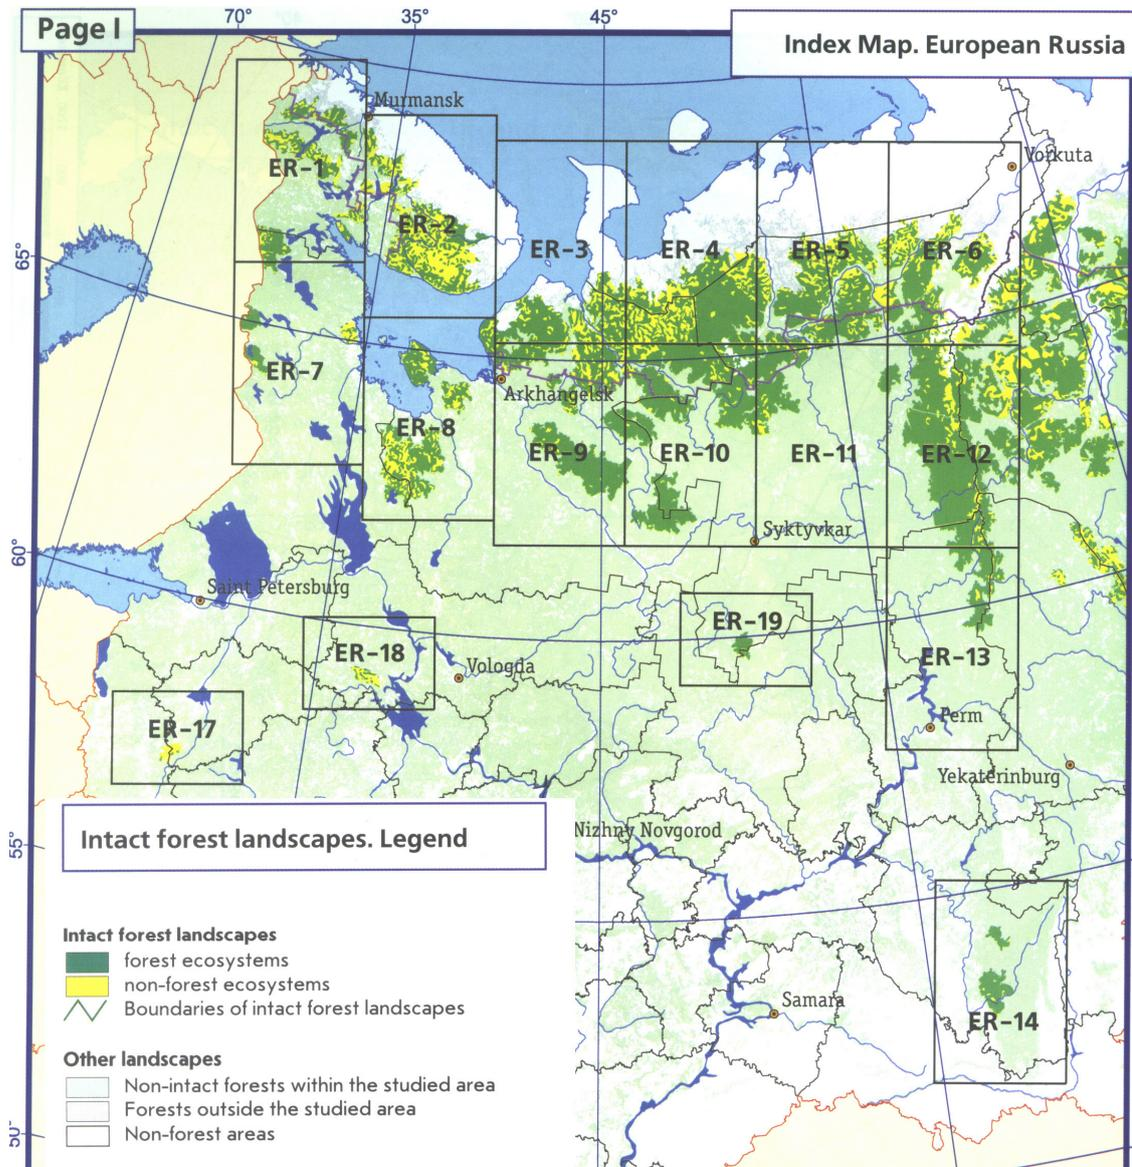 Page I
70°
35°
45°
Index Map. European Russia
Murmansk
Vorkuta
ER-1
ER-2
ER-3
ER-4
ER-5
ER-6
65°
ER-7
Arkhangelsk
ER-8
ER-9
ER-10
ER-11
ER-12
Syktyvkar
60°
Saint Petersburg
ER-19
ER-18
Vologda
ER-13
ER-17
Perm
Yekaterinburg
Nizhny Novgorod
55°
Intact forest landscapes. Legend
Intact forest landscapes
forest ecosystems
non-forest ecosystems
Boundaries of intact forest landscapes
Samara
ER-14
Other landscapes
Non-intact forests within the studied area
Forests outside the studied area
Non-forest areas
50°